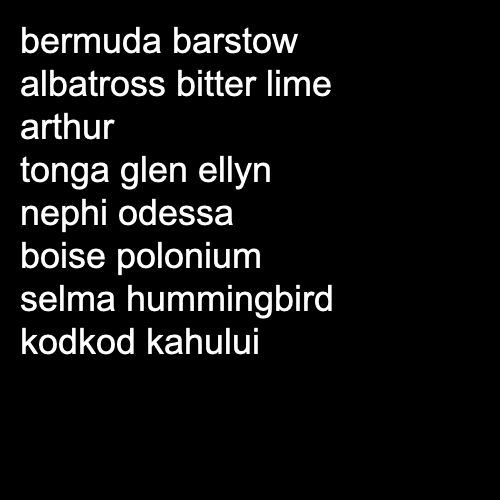 bermuda barstow
albatross bitter lime
arthur
tonga glen ellyn
nephi odessa
boise polonium
selma hummingbird
kodkod kahului